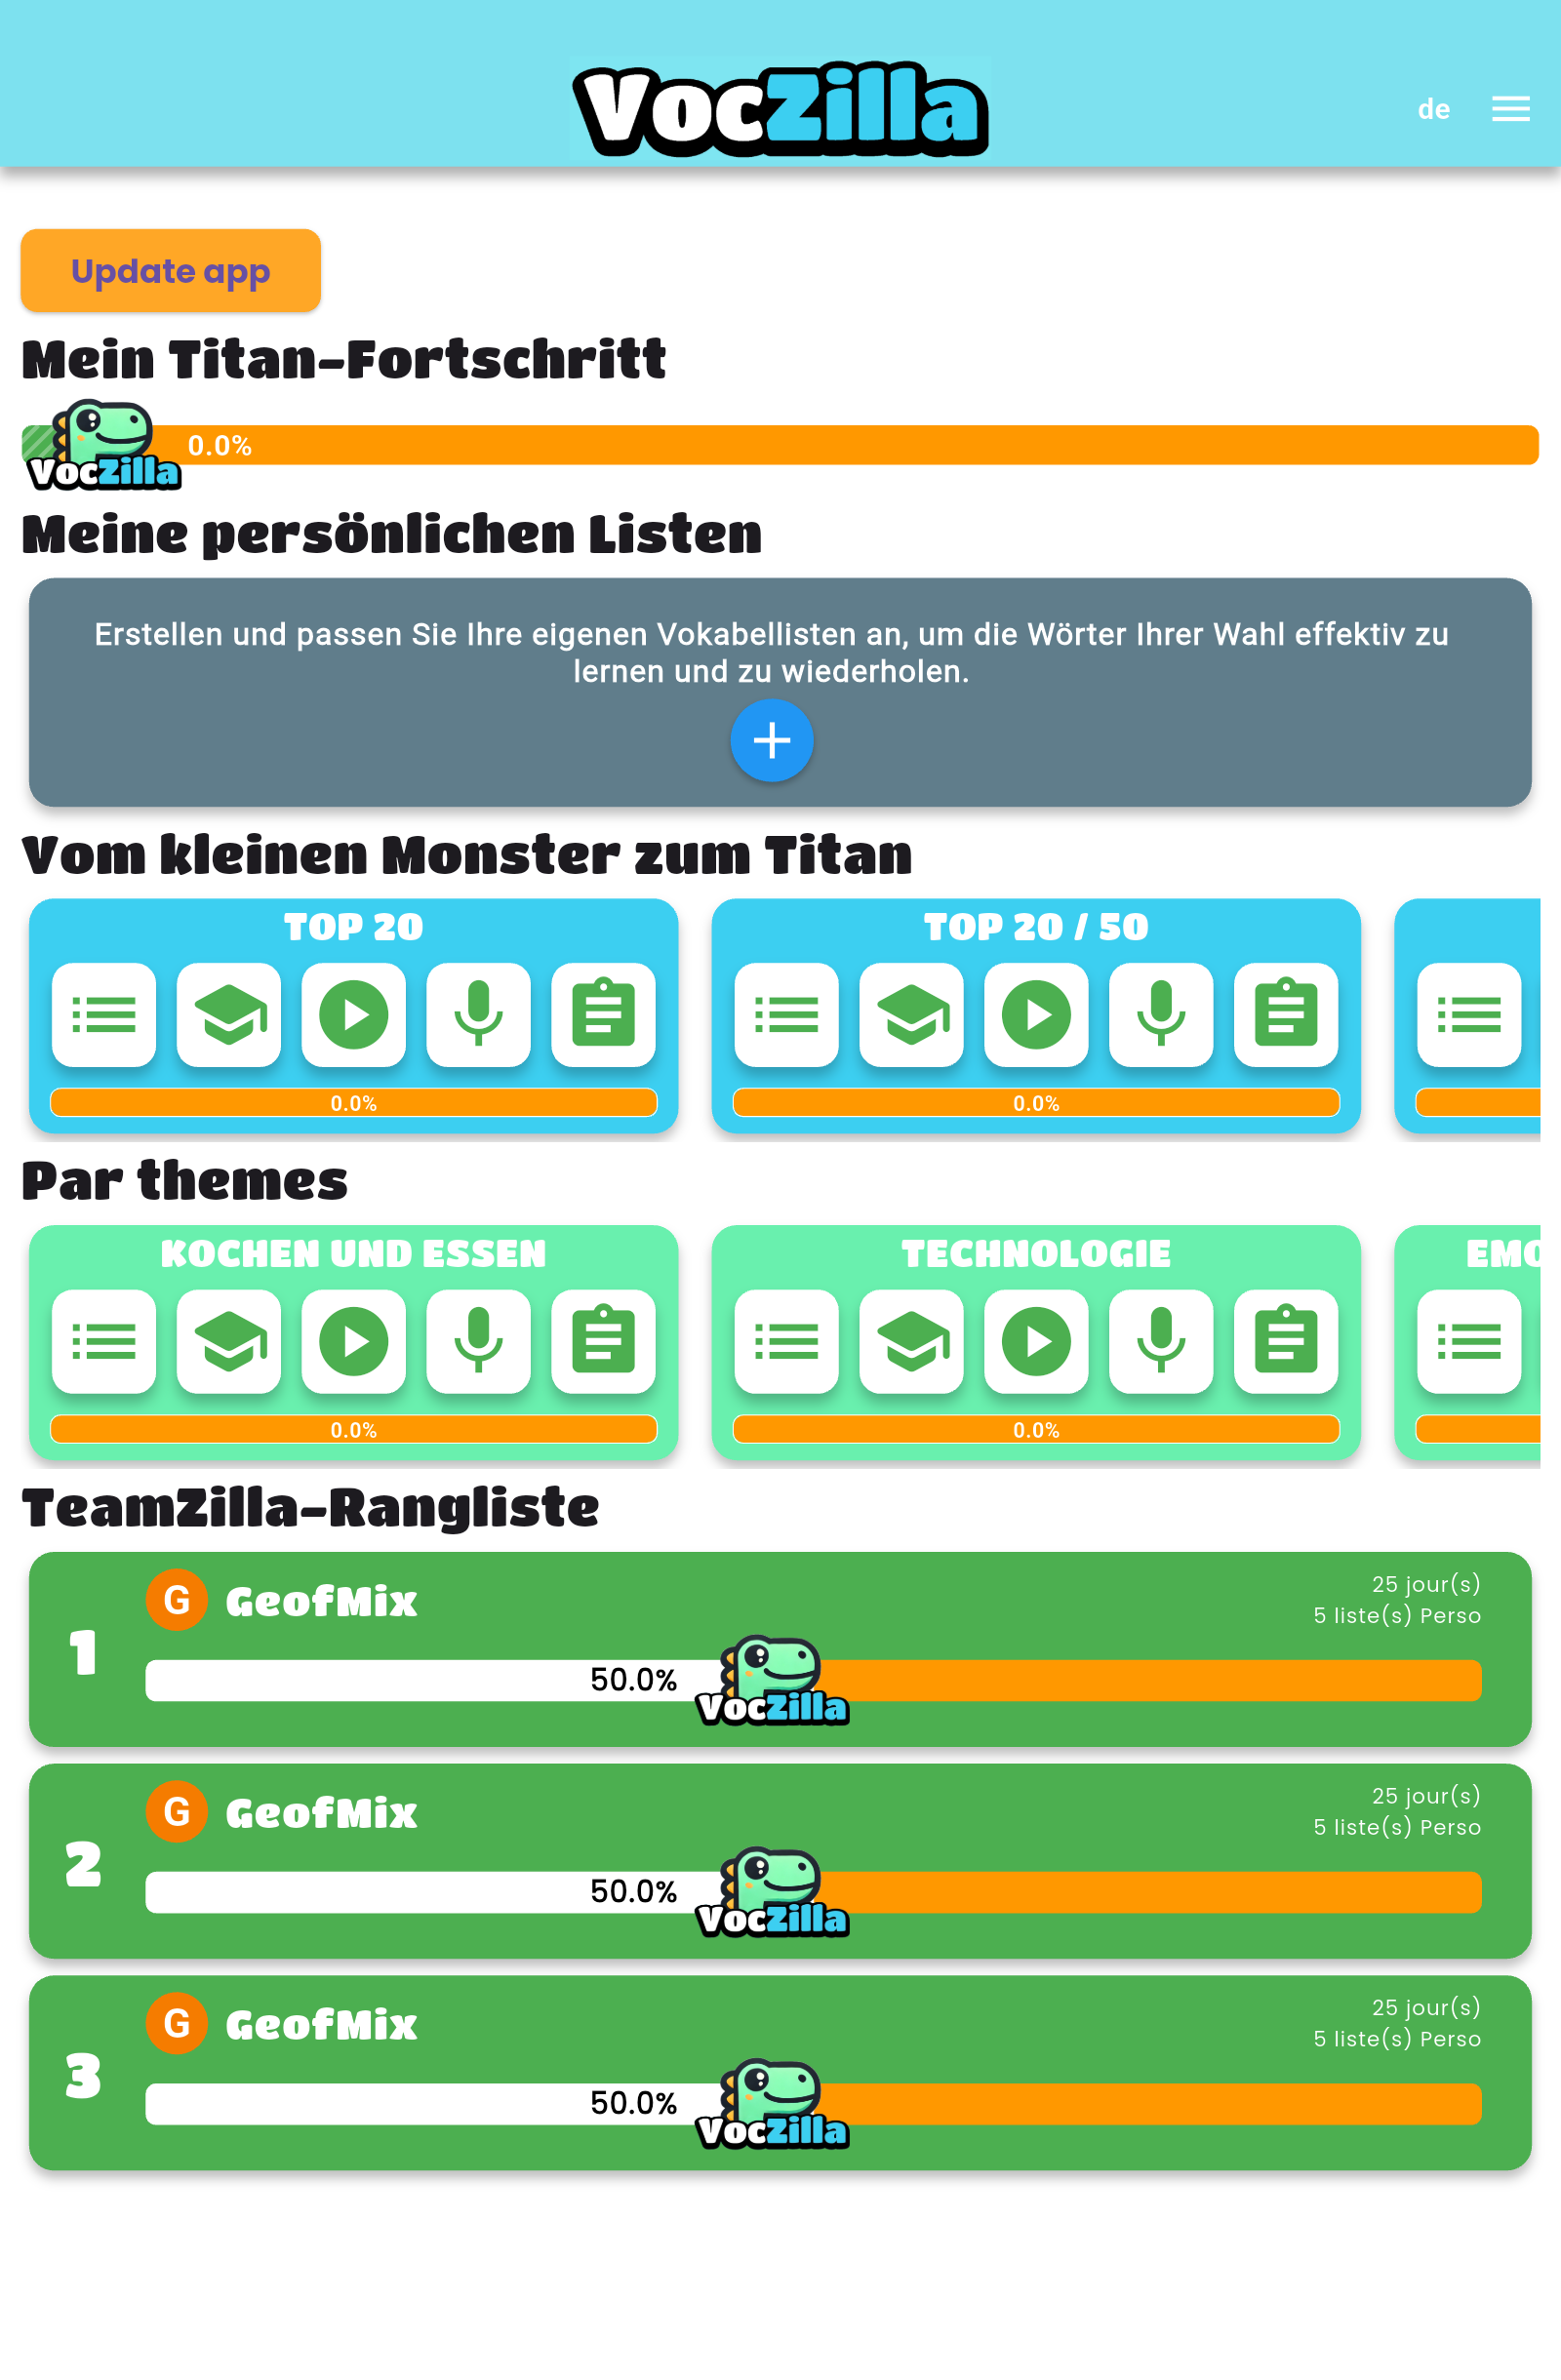 VocZilla
de
Update app
Mein Titan-Fortschritt
0.0%
VocZilla
Meine persönlichen Listen
Erstellen und passen Sie Ihre eigenen Vokabellisten an, um die Wörter Ihrer Wahl effektiv zu
lernen und zu wiederholen.
Vom kleinen Monster zum Titan
TOP 20
TOP 20 / 50
0.0%
0.0%
Par themes
KOCHEN UND ESSEN
TECHNOLOGIE
EMO
0.0%
0.0%
TeamZilla-Rangliste
1
G
GeofMix
25 jour(s)
5 liste(s) Perso
50.0%
VocZilla
2
G
GeofMix
25 jour(s)
5 liste(s) Perso
50.0%
VocZilla
3
G
GeofMix
25 jour(s)
5 liste(s) Perso
50.0%
VocZilla